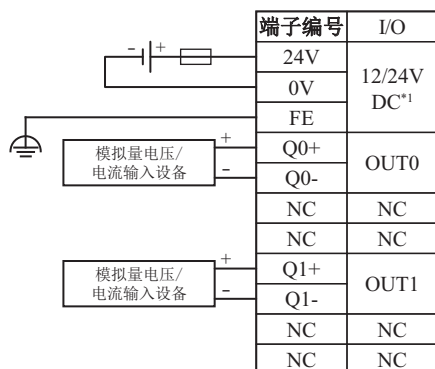 端子编号 I/O
- + 24V
0V 12/24V
DC*1
FE
模拟量电压/
电流输入设备
+ Q0+
- Q0-
OUT0
NC NC
NC NC
模拟量电压/
电流输入设备
+ Q1+
- Q1-
OUT1
NC NC
NC NC